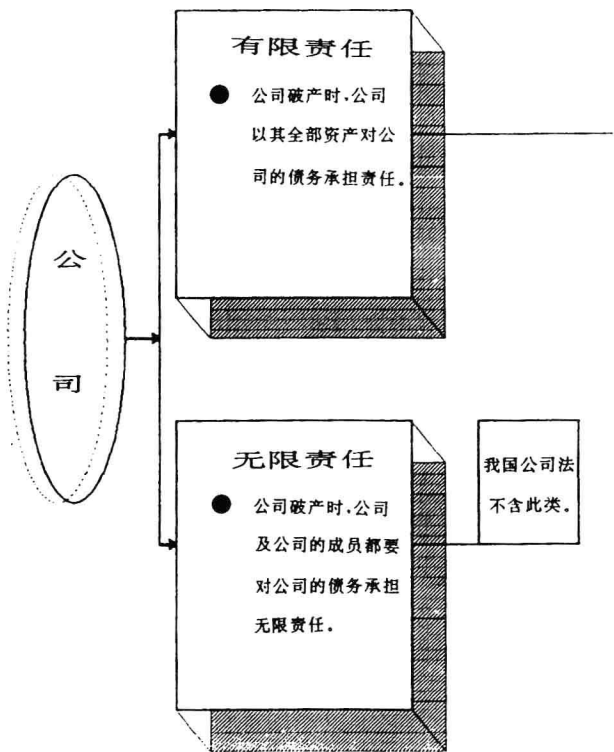 有限责任
● 公司破产时，公司
以其全部资产对公
司的债务承担责任。
公
司
无限责任
● 公司破产时，公司
及公司的成员都要
对公司的债务承担
无限责任。
我国公司法
不含此类。